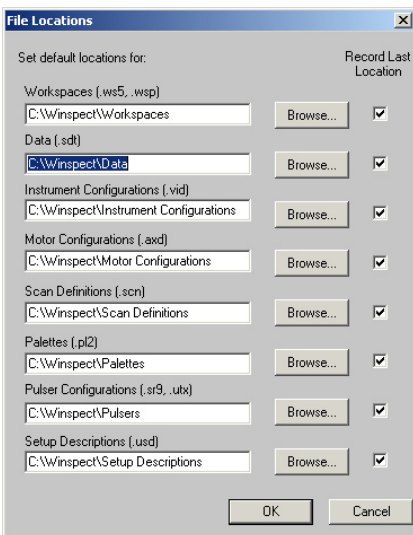 File Locations
Set default locations for:
Record Last
Location
Workspaces (.ws5, .wsp)
C:\Winspect\Workspaces
Browse...
Data (.sdt)
C:\Winspect\Data
Browse...
Instrument Configurations (.vid)
C:\Winspect\Instrument Configurations
Browse...
Motor Configurations (.axd)
C:\Winspect\Motor Configurations
Browse...
Scan Definitions (.scn)
C:\Winspect\Scan Definitions
Browse...
Palettes (.pl2)
C:\Winspect\Palettes
Browse...
Pulser Configurations (.sr9, .utx)
C:\Winspect\Pulsers
Browse...
Setup Descriptions (.usd)
C:\Winspect\Setup Descriptions
Browse...
OK
Cancel